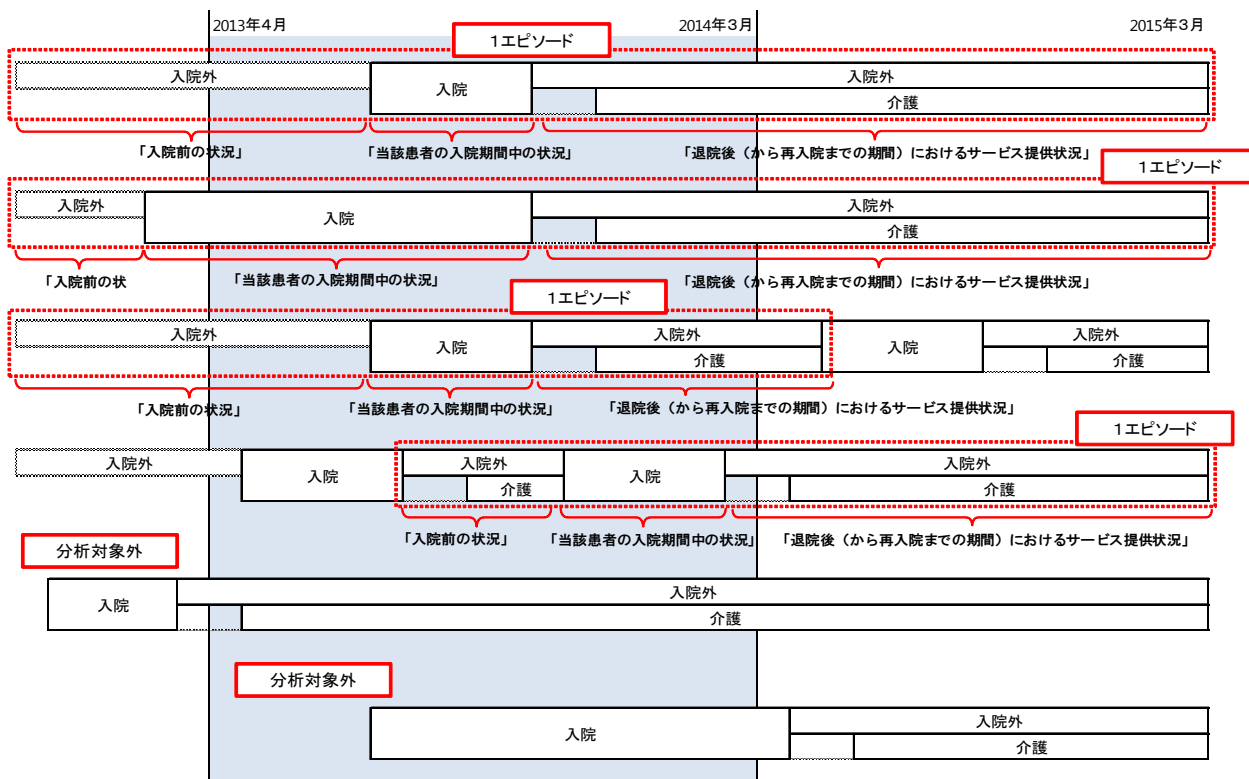 2013年4月
2014年3月
2015年3月
1エピソード
入院外
入院
入院外
介護
「入院前の状況」
「当該患者の入院期間中の状況」
「退院後（から再入院までの期間）におけるサービス提供状況」
1エピソード
入院外
入院
入院外
介護
「入院前の状
「当該患者の入院期間中の状況」
「退院後（から再入院までの期間）におけるサービス提供状況」
1エピソード
入院外
入院
入院外
介護
入院
入院外
介護
「入院前の状況」
「当該患者の入院期間中の状況」
「退院後（から再入院までの期間）におけるサービス提供状況」
1エピソード
入院外
入院
入院外
介護
入院
入院外
介護
「入院前の状況」
「当該患者の入院期間中の状況」
「退院後（から再入院までの期間）におけるサービス提供状況」
分析対象外
入院
入院外
介護
分析対象外
入院
入院外
介護